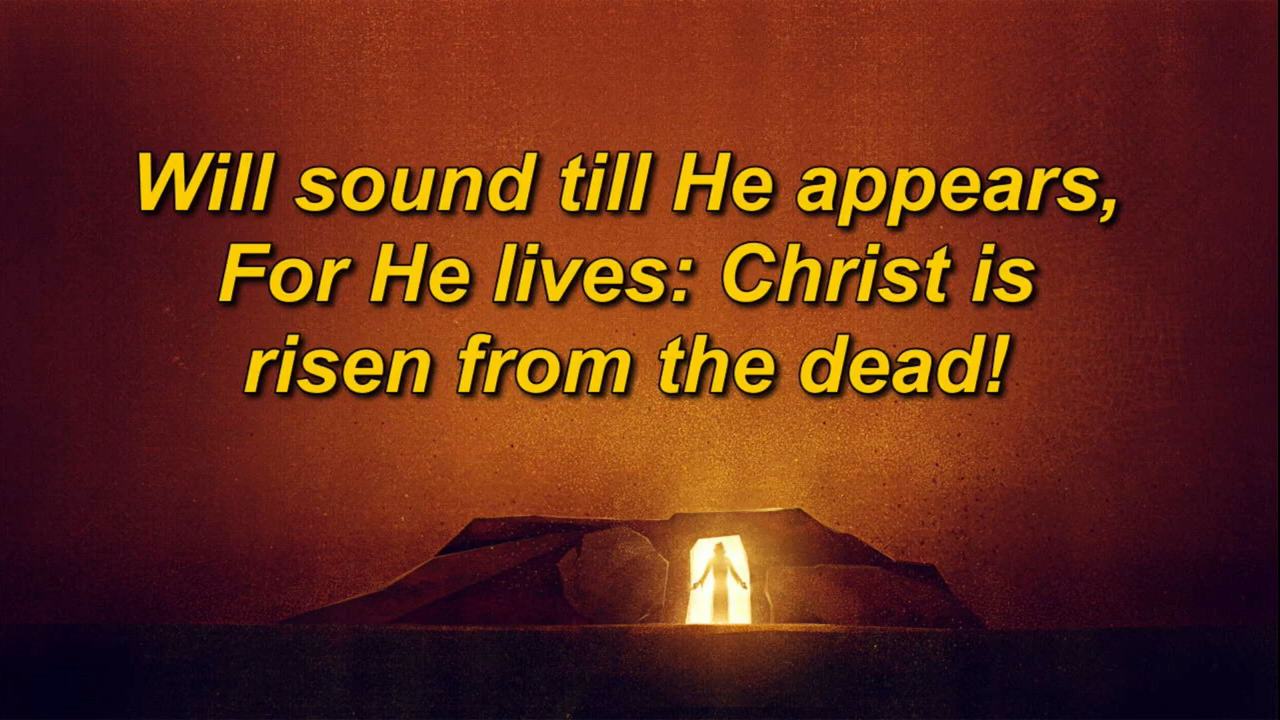 Will sound till He appears,
For He lives: Christ is
risen from the dead!